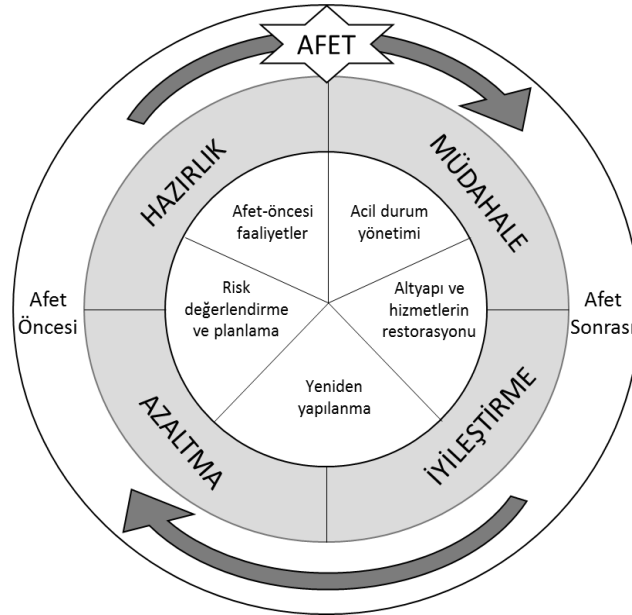 AFET
HAZIRLIK
MÜDAHALE
Afet-öncesi
faaliyetler
Acil durum
yönetimi
Afet
Öncesi
Risk
değerlendirme
ve planlama
Altyapı ve
hizmetlerin
restorasyonu
Afet
Sonrası
Yeniden
yapılanma
AZALTMA
İYİLEŞTİRME